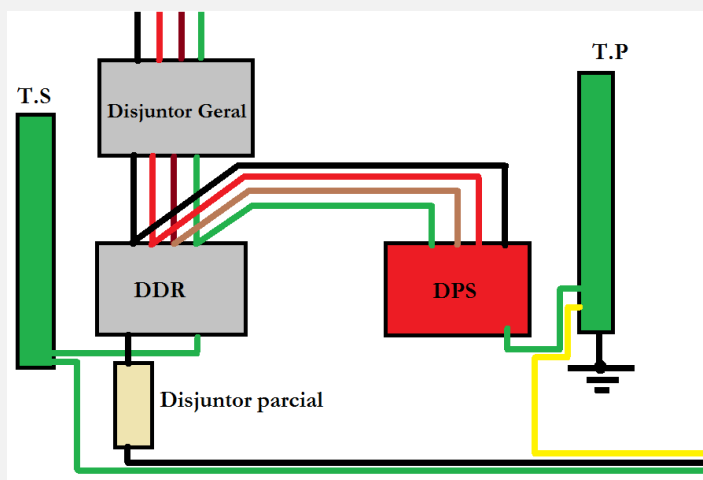 T.S
Disjuntor Geral
T.P
DDR
DPS
Disjuntor parcial